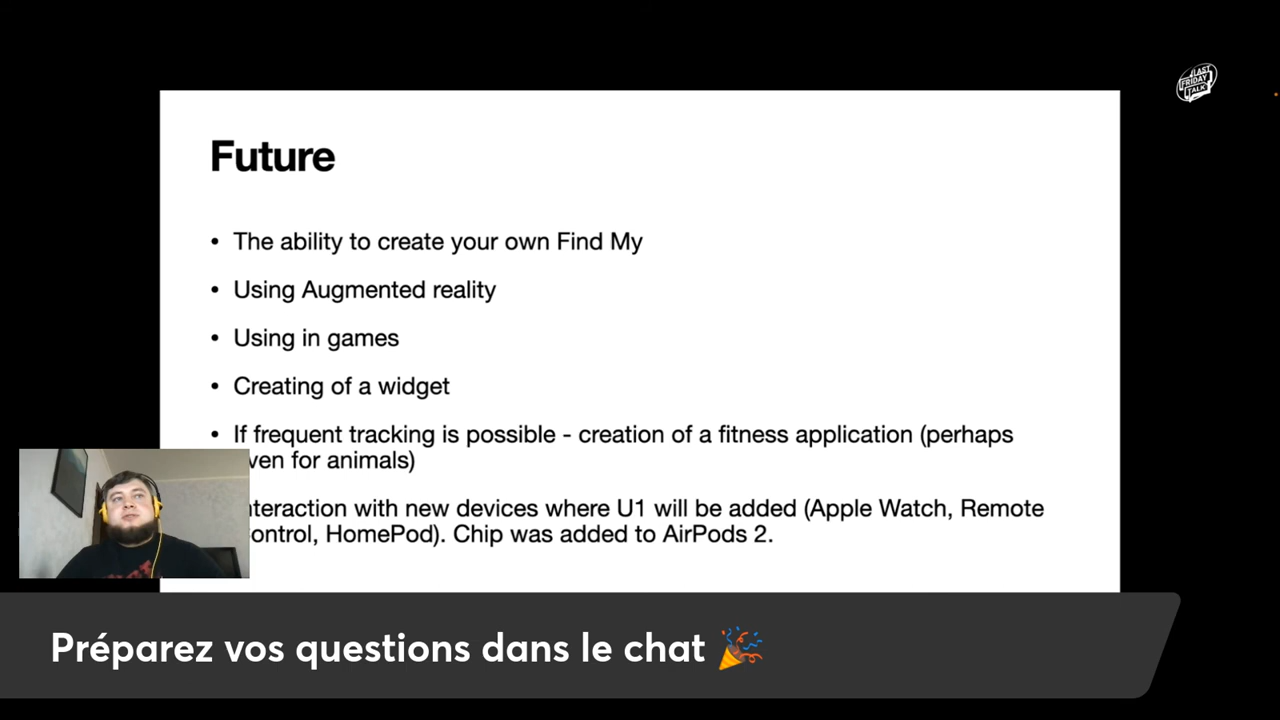 LAST
FRIDAY
TALK
Future
• The ability to create your own Find My
• Using Augmented reality
• Using in games
• Creating of a widget
• If frequent tracking is possible - creation of a fitness application (perhaps
ven for animals)
nteraction with new devices where U1 will be added (Apple Watch, Remote
ontrol, HomePod). Chip was added to AirPods 2.
Préparez vos questions dans le chat 🎉